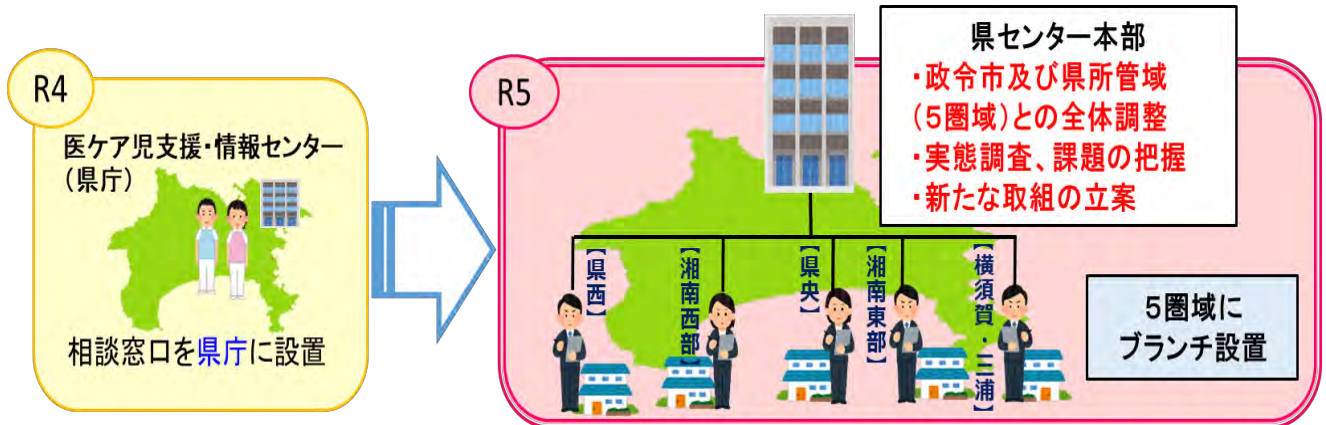 R4
医ケア児支援・情報センター
(県庁)
相談窓口を県庁に設置
R5
県センター本部
・政令市及び県所管域
(5圏域)との全体調整
・実態調査、課題の把握
・新たな取組の立案
【県西】
【湘南西部】
【県央】
【湘南東部】
【横須賀・三浦】
5圏域に
ブランチ設置